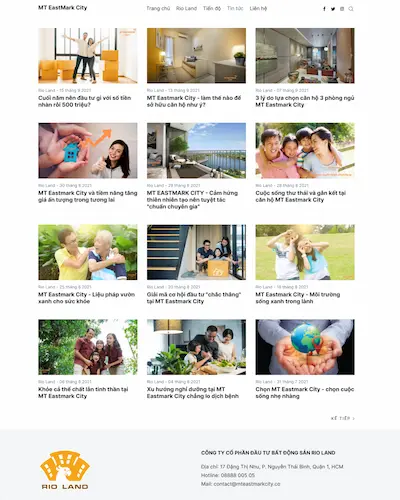 MT EastMark City
Trang chủ Rio Land Tiến độ Tin tức Liên hệ
Rio Land - 15 tháng 9 2021
Cuối năm nên đầu tư gì với số tiền
nhàn rỗi 500 triệu?
Rio Land - 15 tháng 9 2021
MT Eastmark City - làm thế nào để
sở hữu căn hộ như ý?
Rio Land - 9 tháng 9 2021
3 lý do lựa chọn căn hộ 3 phòng ngủ
MT Eastmark City
Rio Land - 30 tháng 8 2021
MT Eastmark City và tiềm năng tăng
giá ấn tượng trong tương lai
Rio Land - 28 tháng 8 2021
MT EASTMARK CITY - Cảm hứng
thiên nhiên tạo nên tuyệt tác
"chuẩn chuyên gia"
Rio Land - 28 tháng 8 2021
Cuộc sống thư thái và gắn kết tại
căn hộ MT Eastmark City
Rio Land - 23 tháng 8 2021
MT Eastmark City - Liệu pháp vườn
xanh cho sức khỏe
Rio Land - 20 tháng 8 2021
Giải mã cơ hội đầu tư "chắc thắng"
tại MT Eastmark City
Rio Land - 19 tháng 8 2021
MT Eastmark City - Môi trường
sống xanh trong lành
Rio Land - 06 tháng 8 2021
Khỏe cả thể chất lẫn tinh thần tại
MT Eastmark City
Rio Land - 04 tháng 8 2021
Xu hướng nghỉ dưỡng tại MT
Eastmark City chẳng lo dịch bệnh
Rio Land - 31 tháng 7 2021
Chọn MT Eastmark City - chọn cuộc
sống nhẹ nhàng
KẾ TIẾP ›
RIO LAND
CÔNG TY CỔ PHẦN ĐẦU TƯ BẤT ĐỘNG SẢN RIO LAND
Địa chỉ: 17 Đặng Thị Nhu, P. Nguyễn Thái Bình, Quận 1, HCM
Hotline: 08688 005 05
Mail: contact@mteastmarkcity.co